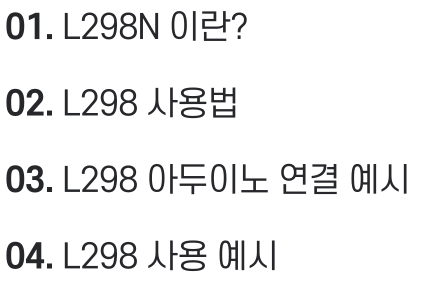 01. L298N 이란?
02. L298 사용법
03. L298 아두이노 연결 예시
04. L298 사용 예시